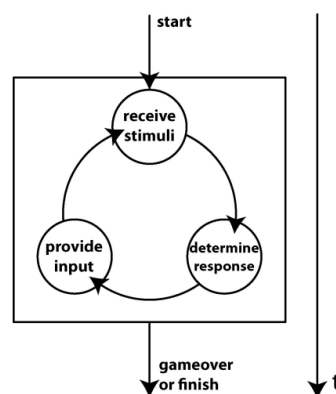 start
receive
stimuli
provide
input
determine
response
gameover
or finish
t